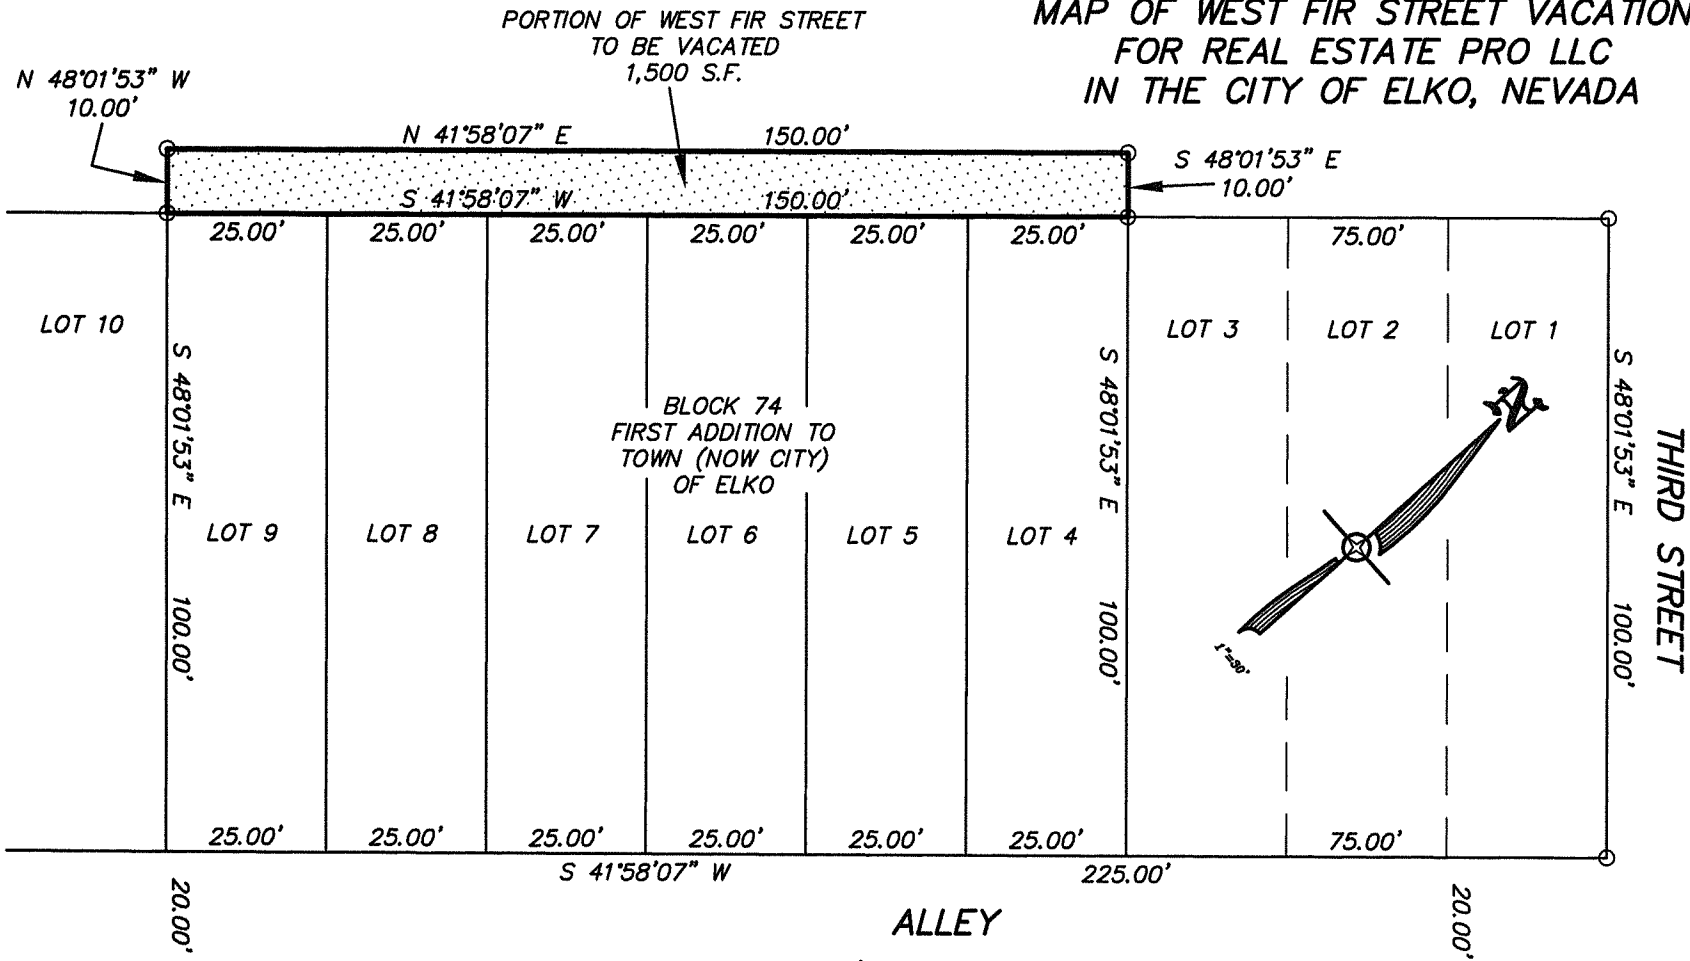 MAP OF WEST FIR STREET VACATION
FOR REAL ESTATE PRO LLC
IN THE CITY OF ELKO, NEVADA
PORTION OF WEST FIR STREET
TO BE VACATED
1,500 S.F.
N 48°01'53" W
10.00'
N 41°58'07" E 150.00'
S 48°01'53" E
10.00'
S 41°58'07" W 150.00'
25.00' 25.00' 25.00' 25.00' 25.00' 25.00' 75.00'
LOT 10
LOT 3 LOT 2 LOT 1
S 48°01'53" E 100.00'
S 48°01'53" E 100.00'
S 48°01'53" E 100.00'
THIRD STREET
BLOCK 74
FIRST ADDITION TO
TOWN (NOW CITY)
OF ELKO
N
LOT 9 LOT 8 LOT 7 LOT 6 LOT 5 LOT 4
1"=30'
25.00' 25.00' 25.00' 25.00' 25.00' 25.00' 75.00'
S 41°58'07" W 225.00'
20.00' 20.00'
ALLEY